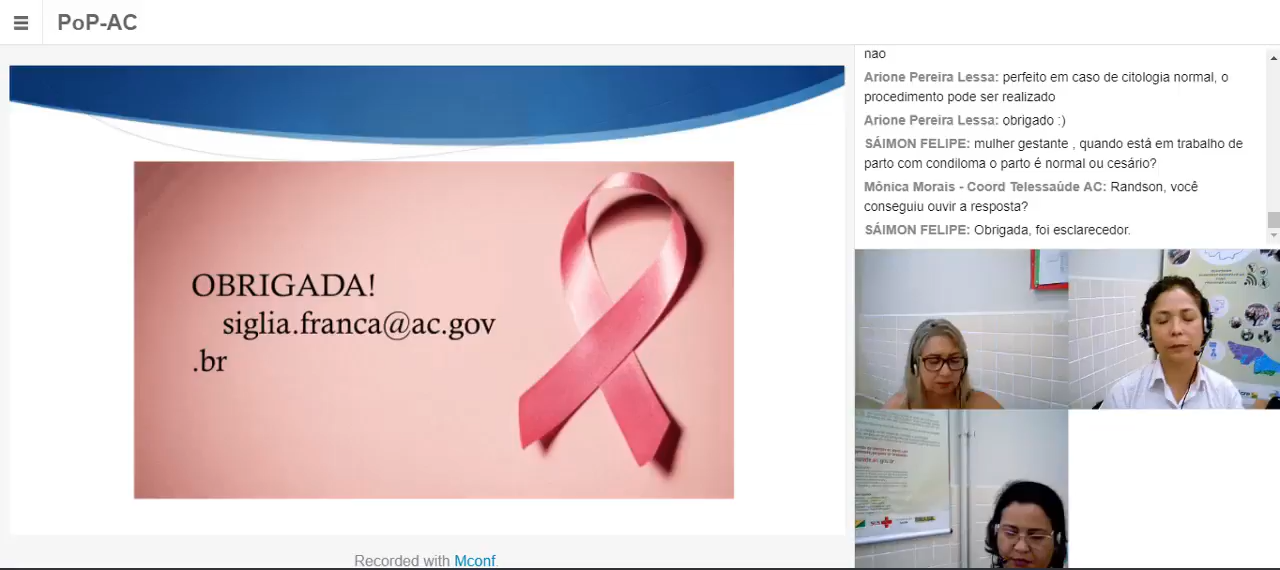 PoP-AC
OBRIGADA!
siglia.franca@ac.gov
.br
Recorded with Mconf.
nao
Arione Pereira Lessa: perfeito em caso de citologia normal, o
procedimento pode ser realizado
Arione Pereira Lessa: obrigado :)
SÁIMON FELIPE: mulher gestante , quando está em trabalho de
parto com condiloma o parto é normal ou cesário?
Mônica Morais - Coord Telessaúde AC: Randson, você
conseguiu ouvir a resposta?
SÁIMON FELIPE: Obrigada, foi esclarecedor.